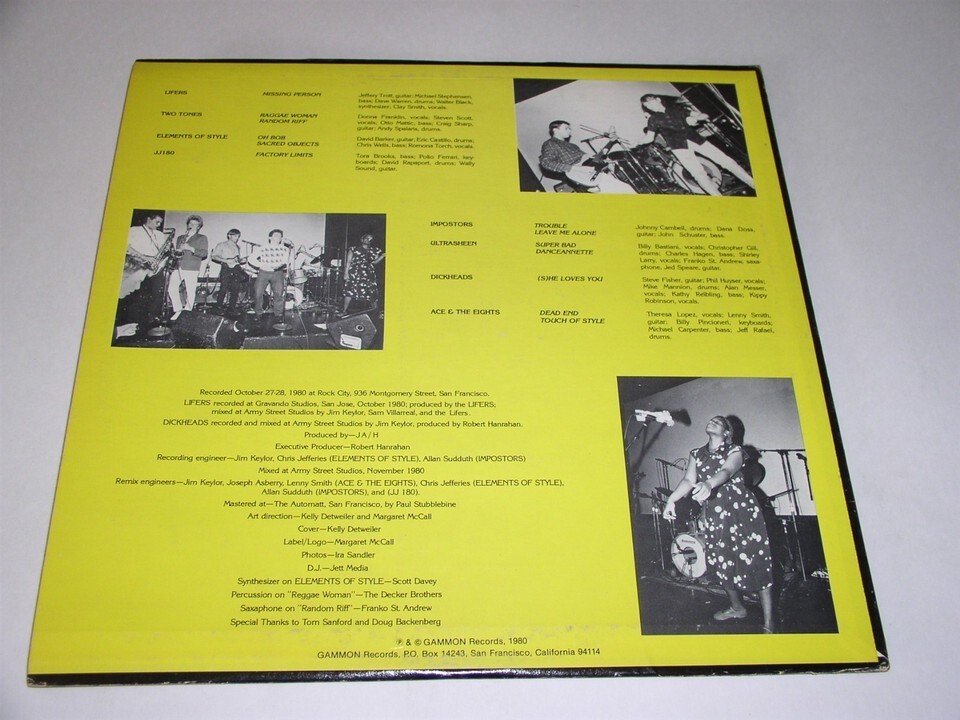 LIFERS MISSING PERSON Jeffery Trott, guitar; Michael Stephensen,
bass; Dave Warren, drums; Walter Black,
synthesiser; Clay Smith, vocals.
TWO TONES REGGAE WOMAN Donna Franklin, vocals; Steven Scott,
RANDOM RIFF vocals; Otto Mattic, bass; Craig Sharp,
guitar; Andy Spelaris, drums.
ELEMENTS OF STYLE OH BOB David Barker, guitar; Eric Castillo, drums;
SACRED OBJECTS Chris Wells, bass; Romona Torch, vocals.
JJ180 FACTORY LIMITS Tura Brooks, bass; Pollo Ferrari, key-
boards; David Rapaport, drums; Wally
Sound, guitar.
IMPOSTORS TROUBLE Johnny Cambell, drums; Dana Doss,
LEAVE ME ALONE guitar; John Schuster, bass.
ULTRASHEEN SUPER BAD Billy Bastiani, vocals; Christopher Gill,
DANCEANNETTE drums; Charles Hagen, bass; Shirley
Larry, vocals; Franko St. Andrew, saxa-
phone, Jed Speare, guitar.
DICKHEADS (S)HE LOVES YOU Steve Fisher, guitar; Phil Huyser, vocals;
Mike Mannion, drums; Alan Messer,
vocals; Kathy Reibling, bass; Kippy
Robinson, vocals.
ACE & THE EIGHTS DEAD END Theresa Lopez, vocals; Lenny Smith,
TOUCH OF STYLE guitar; Billy Pincioneri, keyboards;
Michael Carpenter, bass; Jeff Rafael,
drums.
Recorded October 27-28, 1980 at Rock City, 936 Montgomery Street, San Francisco.
LIFERS recorded at Gravando Studios, San Jose, October 1980; produced by the LIFERS;
mixed at Army Street Studios by Jim Keylor, Sam Villarreal, and the Lifers.
DICKHEADS recorded and mixed at Army Street Studios by Jim Keylor, produced by Robert Hanrahan.
Produced by—JA/H
Executive Producer—Robert Hanrahan
Recording engineer—Jim Keylor, Chris Jefferies (ELEMENTS OF STYLE), Allan Sudduth (IMPOSTORS)
Mixed at Army Street Studios, November 1980
Remix engineers—Jim Keylor, Joseph Asberry, Lenny Smith (ACE & THE EIGHTS), Chris Jefferies (ELEMENTS OF STYLE),
Allan Sudduth (IMPOSTORS), and (JJ 180).
Mastered at—The Automatt, San Francisco, by Paul Stubblebine
Art direction—Kelly Detweiler and Margaret McCall
Cover—Kelly Detweiler
Label/Logo—Margaret McCall
Photos—Ira Sandler
D.J.—Jett Media
Synthesizer on ELEMENTS OF STYLE—Scott Davey
Percussion on "Reggae Woman"—The Decker Brothers
Saxaphone on "Random Riff"—Franko St. Andrew
Special Thanks to Tom Sanford and Doug Backenberg
℗ & © GAMMON Records, 1980
GAMMON Records, P.O. Box 14243, San Francisco, California 94114